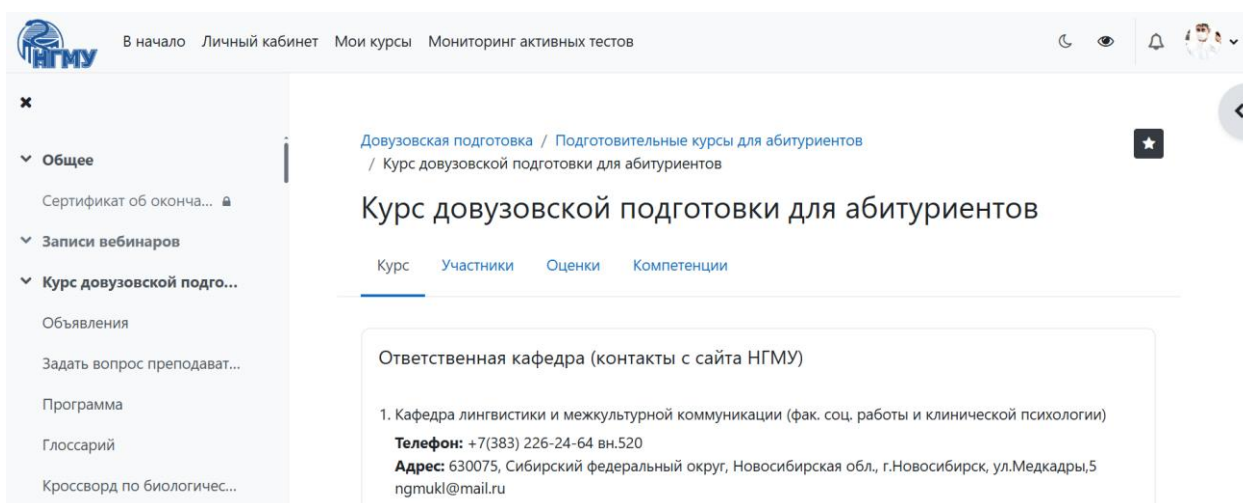 НГМУ
В начало Личный кабинет Мои курсы Мониторинг активных тестов
Общее
Сертификат об оконча...
Записи вебинаров
Курс довузовской подго...
Объявления
Задать вопрос преподават...
Программа
Глоссарий
Кроссворд по биологичес...
Довузовская подготовка / Подготовительные курсы для абитуриентов
/ Курс довузовской подготовки для абитуриентов
Курс довузовской подготовки для абитуриентов
Курс Участники Оценки Компетенции
Ответственная кафедра (контакты с сайта НГМУ)
1. Кафедра лингвистики и межкультурной коммуникации (фак. соц. работы и клинической психологии)
Телефон: +7(383) 226-24-64 вн.520
Адрес: 630075, Сибирский федеральный округ, Новосибирская обл., г.Новосибирск, ул.Медкадры,5
ngmukl@mail.ru